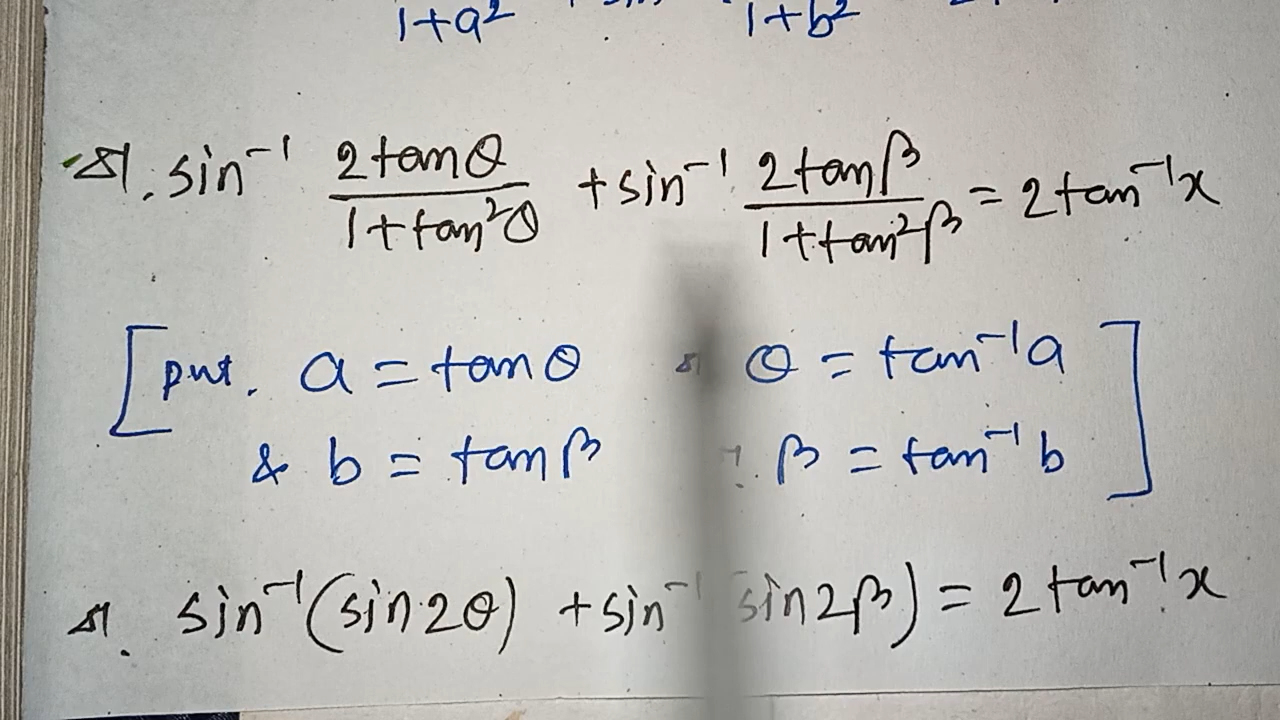 1+a² 1+b²
या. sin⁻¹ 2tanθ/1+tan²θ + sin⁻¹ 2tanβ/1+tan²β = 2tan⁻¹x
[put. a = tanθ θ = tan⁻¹a
& b = tanβ β = tan⁻¹b]
या. sin⁻¹(sin2θ) + sin⁻¹ sin2β) = 2tan⁻¹x